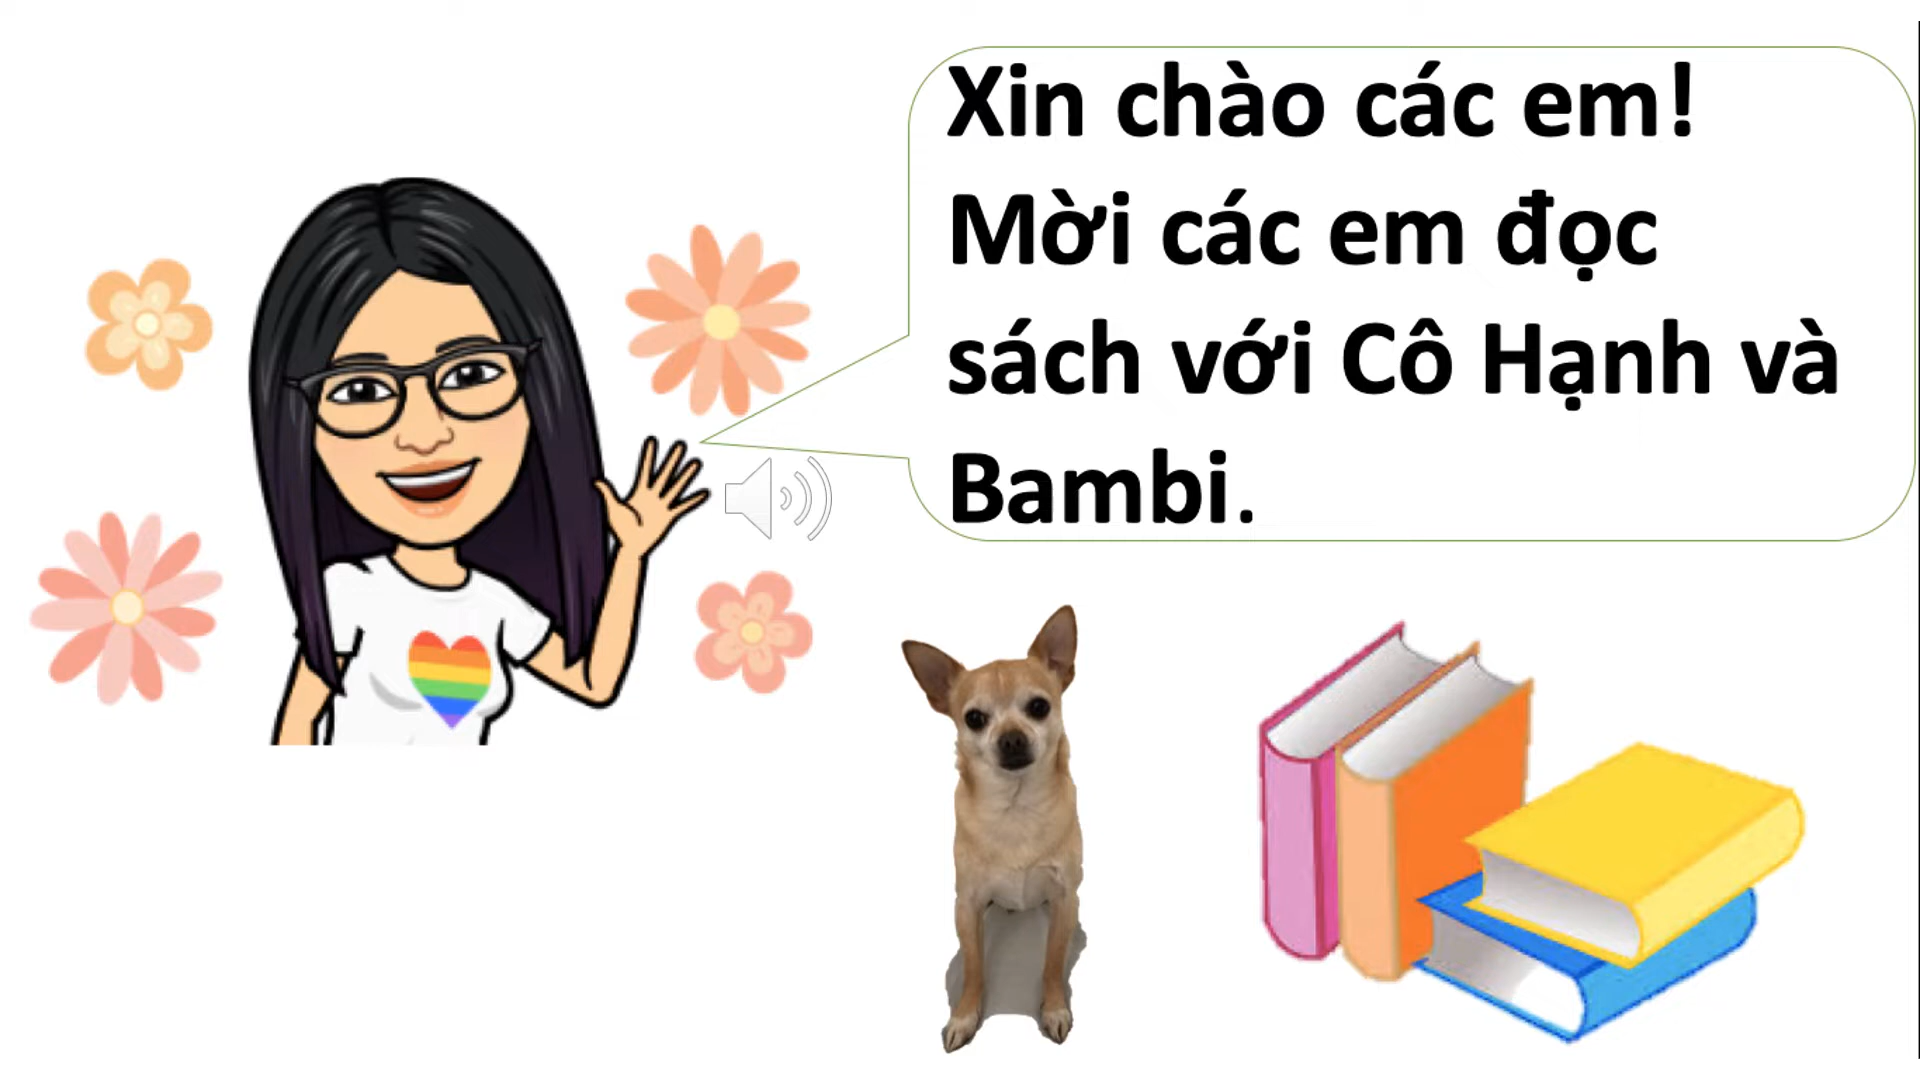 Xin chào các em!
Mời các em đọc
sách với Cô Hạnh và
Bambi.